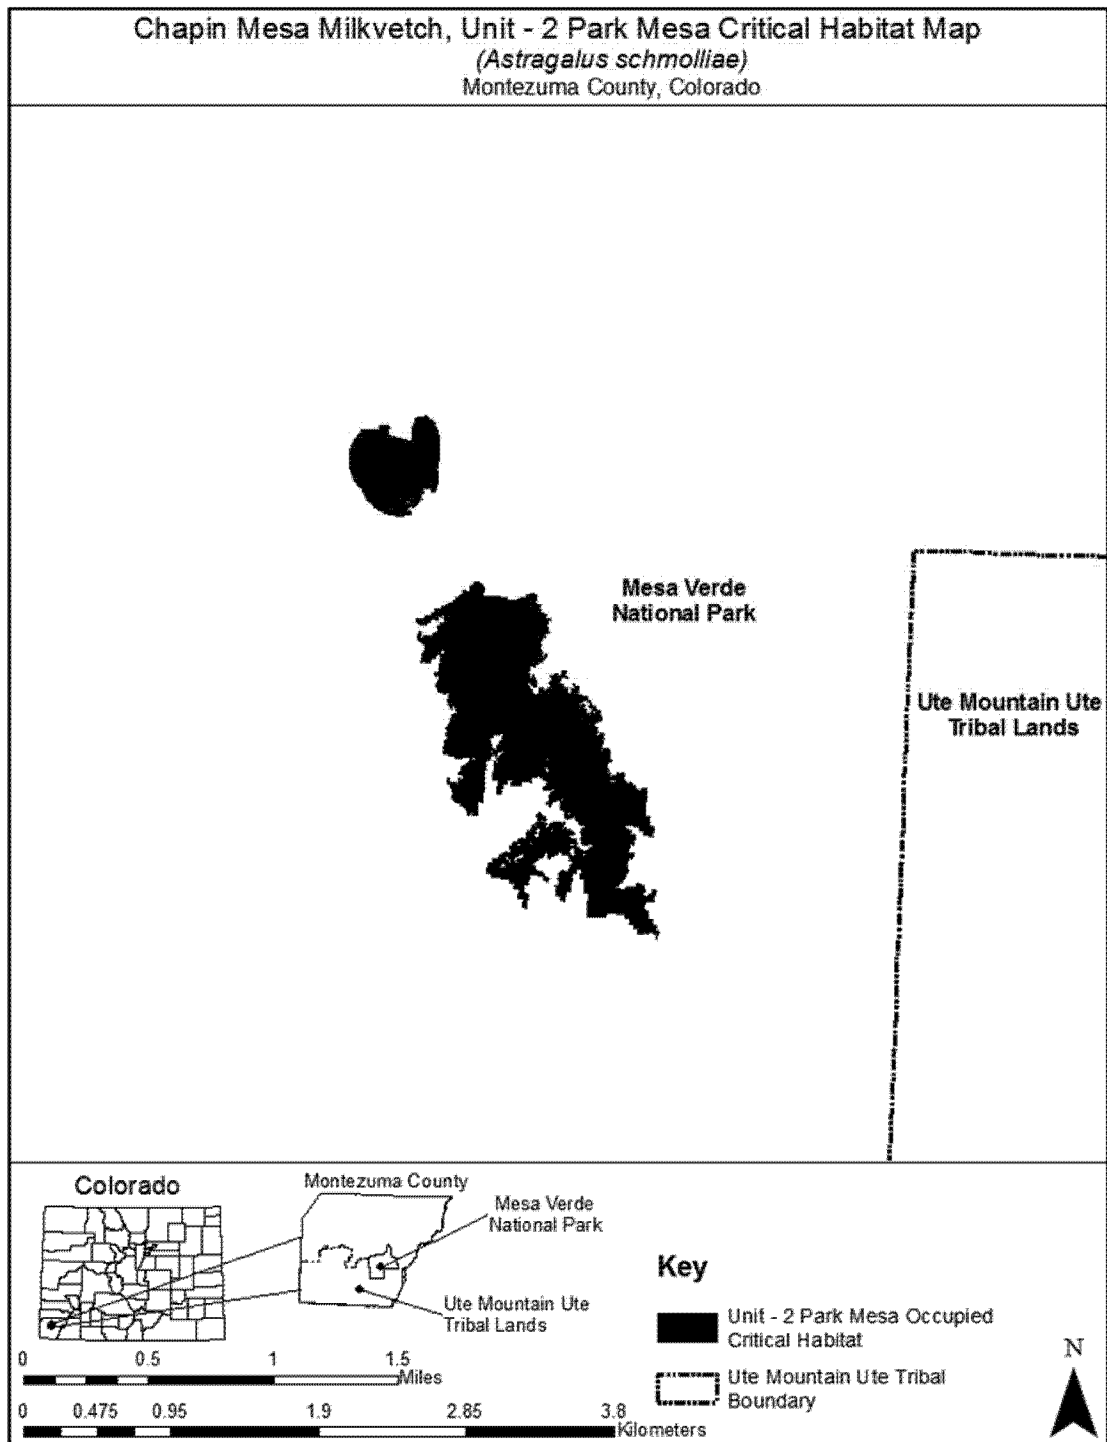 Chapin Mesa Milkvetch, Unit - 2 Park Mesa Critical Habitat Map
(Astragalus schmolliae)
Montezuma County, Colorado
Mesa Verde
National Park
Ute Mountain Ute
Tribal Lands
Colorado
Montezuma County
Mesa Verde
National Park
Ute Mountain Ute
Tribal Lands
0 0.5 1 1.5
Miles
0 0.475 0.95 1.9 2.85 3.8
Kilometers
Key
Unit - 2 Park Mesa Occupied
Critical Habitat
Ute Mountain Ute Tribal
Boundary
N